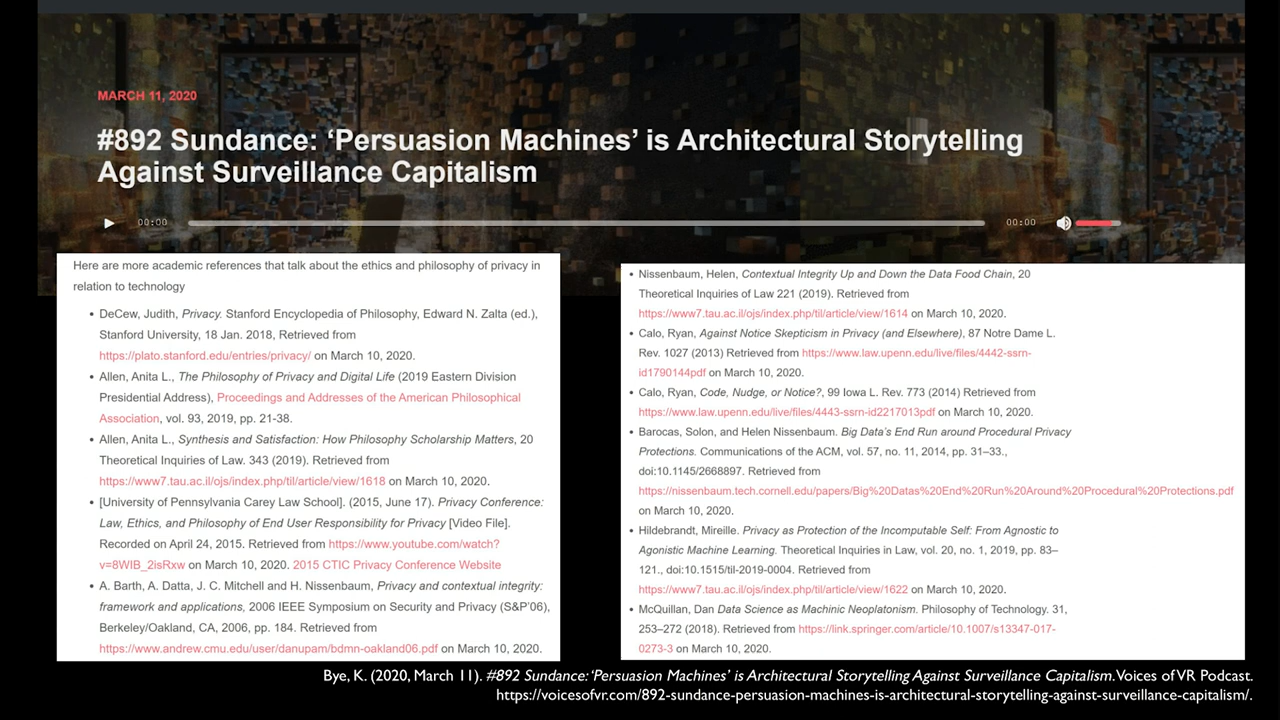 MARCH 11, 2020
#892 Sundance: ‘Persuasion Machines’ is Architectural Storytelling
Against Surveillance Capitalism
00:00
00:00
Here are more academic references that talk about the ethics and philosophy of privacy in
relation to technology
• DeCew, Judith, Privacy. Stanford Encyclopedia of Philosophy, Edward N. Zalta (ed.),
Stanford University, 18 Jan. 2018, Retrieved from
https://plato.stanford.edu/entries/privacy/ on March 10, 2020.
• Allen, Anita L., The Philosophy of Privacy and Digital Life (2019 Eastern Division
Presidential Address), Proceedings and Addresses of the American Philosophical
Association, vol. 93, 2019, pp. 21-38.
• Allen, Anita L., Synthesis and Satisfaction: How Philosophy Scholarship Matters, 20
Theoretical Inquiries of Law. 343 (2019). Retrieved from
https://www7.tau.ac.il/ojs/index.php/til/article/view/1618 on March 10, 2020.
• [University of Pennsylvania Carey Law School]. (2015, June 17). Privacy Conference:
Law, Ethics, and Philosophy of End User Responsibility for Privacy [Video File].
Recorded on April 24, 2015. Retrieved from https://www.youtube.com/watch?
v=8WIB_2isRxw on March 10, 2020. 2015 CTIC Privacy Conference Website
• A. Barth, A. Datta, J. C. Mitchell and H. Nissenbaum, Privacy and contextual integrity:
framework and applications, 2006 IEEE Symposium on Security and Privacy (S&P’06),
Berkeley/Oakland, CA, 2006, pp. 184. Retrieved from
https://www.andrew.cmu.edu/user/danupam/bdmn-oakland06.pdf on March 10, 2020.
• Nissenbaum, Helen, Contextual Integrity Up and Down the Data Food Chain, 20
Theoretical Inquiries of Law 221 (2019). Retrieved from
https://www7.tau.ac.il/ojs/index.php/til/article/view/1614 on March 10, 2020.
• Calo, Ryan, Against Notice Skepticism in Privacy (and Elsewhere), 87 Notre Dame L.
Rev. 1027 (2013) Retrieved from https://www.law.upenn.edu/live/files/4442-ssrn-
id1790144pdf on March 10, 2020.
• Calo, Ryan, Code, Nudge, or Notice?, 99 Iowa L. Rev. 773 (2014) Retrieved from
https://www.law.upenn.edu/live/files/4443-ssrn-id2217013pdf on March 10, 2020.
• Barocas, Solon, and Helen Nissenbaum. Big Data’s End Run around Procedural Privacy
Protections. Communications of the ACM, vol. 57, no. 11, 2014, pp. 31–33.,
doi:10.1145/2668897. Retrieved from
https://nissenbaum.tech.cornell.edu/papers/Big%20Datas%20End%20Run%20Around%20Procedural%20Protections.pdf
on March 10, 2020.
• Hildebrandt, Mireille. Privacy as Protection of the Incomputable Self: From Agnostic to
Agonistic Machine Learning. Theoretical Inquiries in Law, vol. 20, no. 1, 2019, pp. 83–
121., doi:10.1515/til-2019-0004. Retrieved from
https://www7.tau.ac.il/ojs/index.php/til/article/view/1622 on March 10, 2020.
• McQuillan, Dan Data Science as Machinic Neoplatonism. Philosophy of Technology. 31,
253–272 (2018). Retrieved from https://link.springer.com/article/10.1007/s13347-017-
0273-3 on March 10, 2020.
Bye, K. (2020, March 11). #892 Sundance: ‘Persuasion Machines’ is Architectural Storytelling Against Surveillance Capitalism. Voices of VR Podcast.
https://voicesofvr.com/892-sundance-persuasion-machines-is-architectural-storytelling-against-surveillance-capitalism/.